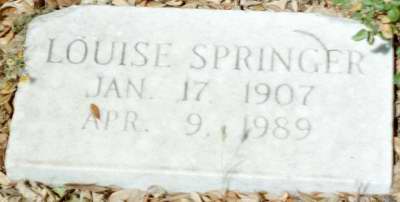 LOUISE SPRINGER
JAN. 17, 1907
APR. 9, 1989